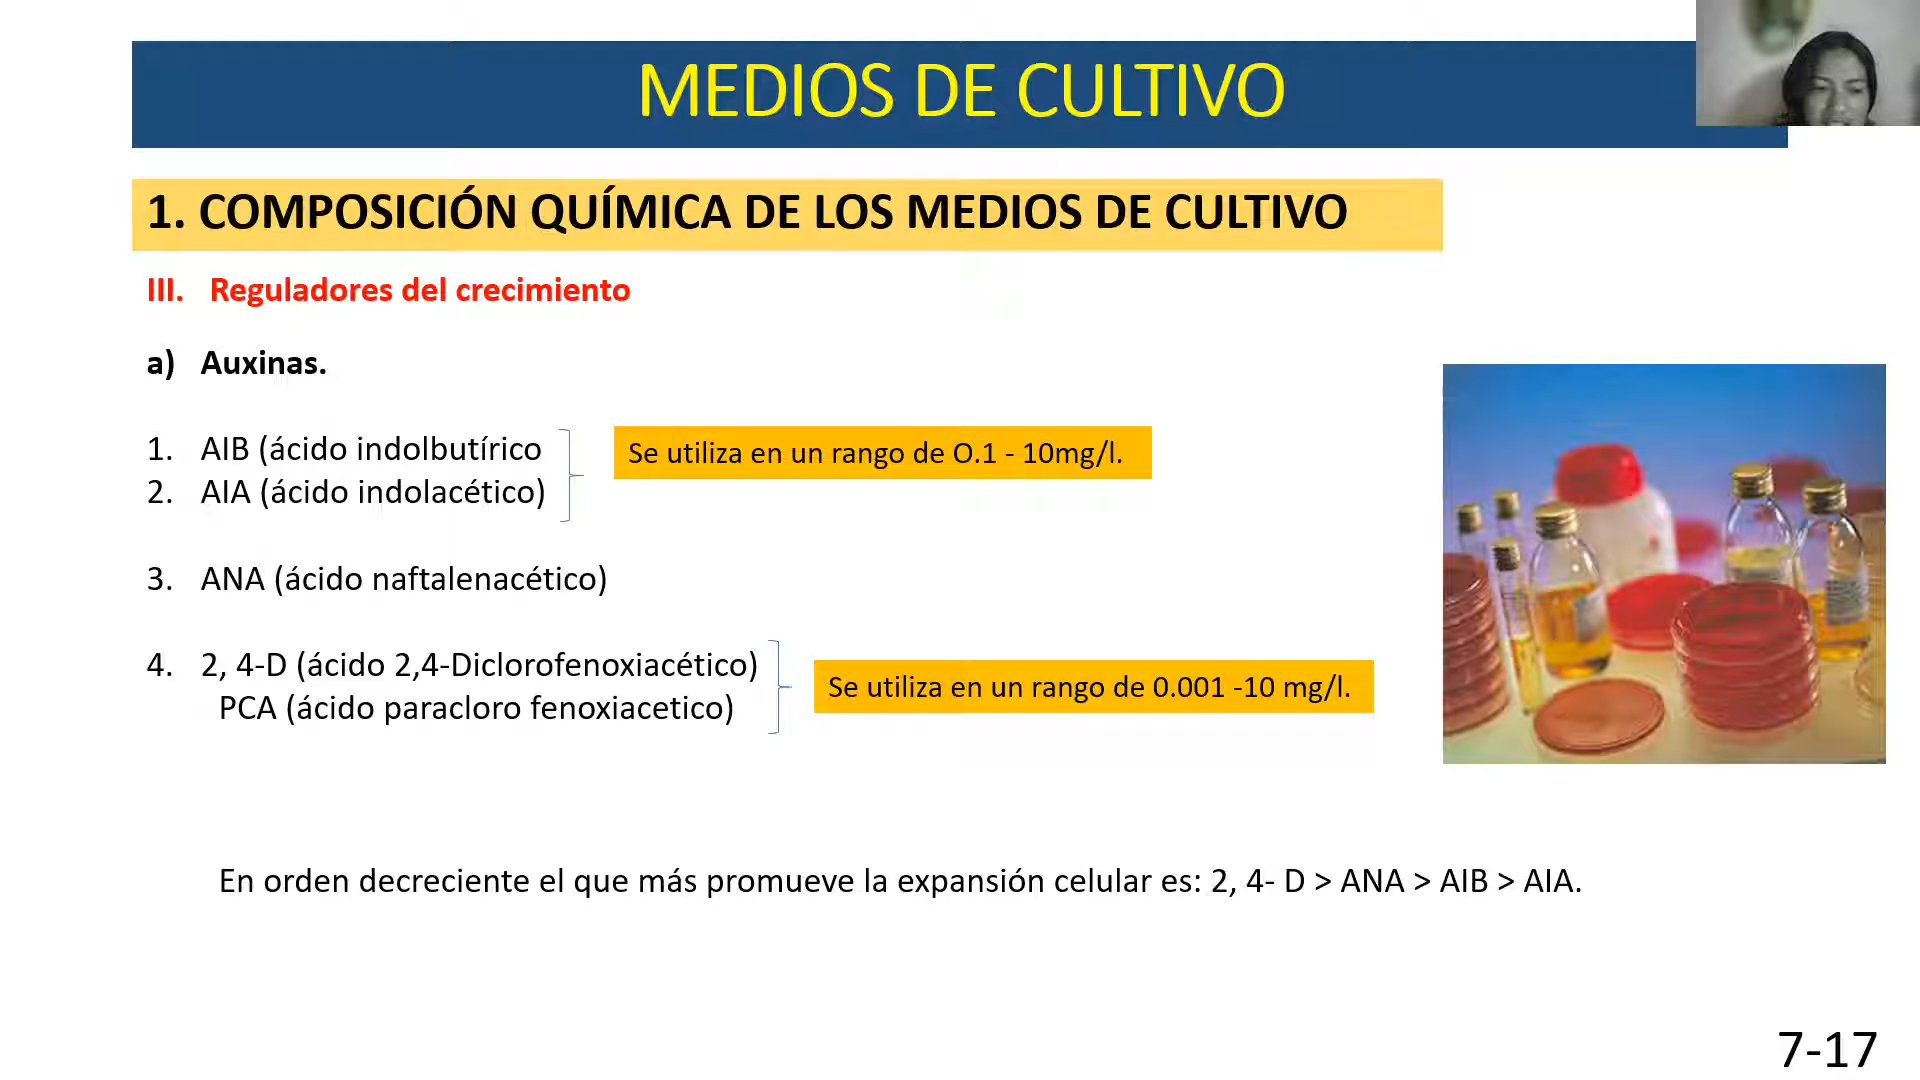 MEDIOS DE CULTIVO
1. COMPOSICIÓN QUÍMICA DE LOS MEDIOS DE CULTIVO
III. Reguladores del crecimiento
a) Auxinas.
1. AIB (ácido indolbutírico
2. AIA (ácido indolacético)
Se utiliza en un rango de O.1 - 10mg/l.
3. ANA (ácido naftalenacético)
4. 2, 4-D (ácido 2,4-Diclorofenoxiacético)
PCA (ácido paracloro fenoxiacetico)
Se utiliza en un rango de 0.001 -10 mg/l.
En orden decreciente el que más promueve la expansión celular es: 2, 4- D > ANA > AIB > AIA.
7-17